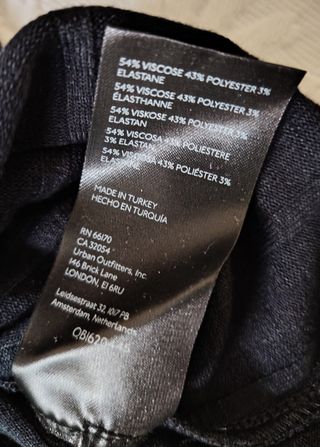 54% VISCOSE 43% POLYESTER 3%
ELASTANE
54% VISCOSE 43% POLYESTER 3%
ÉLASTHANNE
54% VISKOSE 43% POLYESTER 3%
ELASTAN
54% VISCOSA 43% POLIESTERE
3% ELASTAN
54% VISCOSA 43% POLIÉSTER 3%
ELASTAN
MADE IN TURKEY
HECHO EN TURQUÍA
RN 66170
CA 32054
Urban Outfitters, Inc.
146 Brick Lane
LONDON, E1 6RU
Leidsestraat 32, 1017 PB
Amsterdam, Netherlands